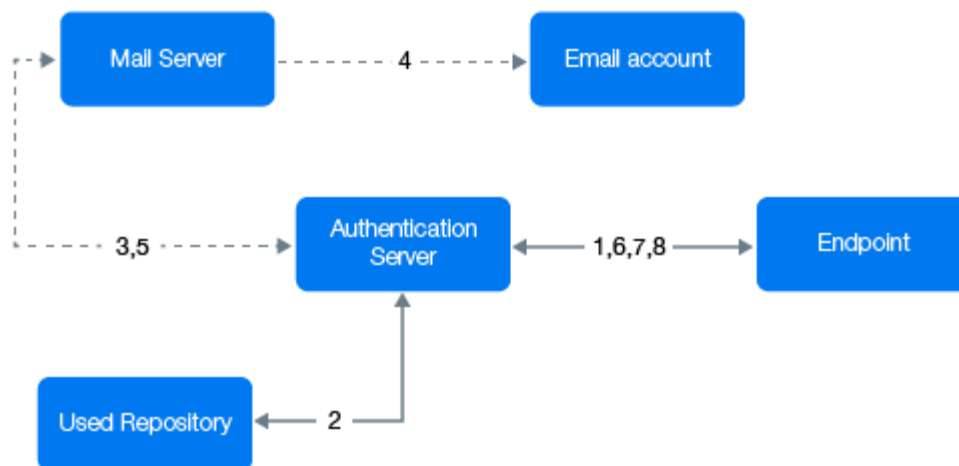 Mail Server
4
Email account
3,5
Authentication
Server
1,6,7,8
Endpoint
Used Repository
2